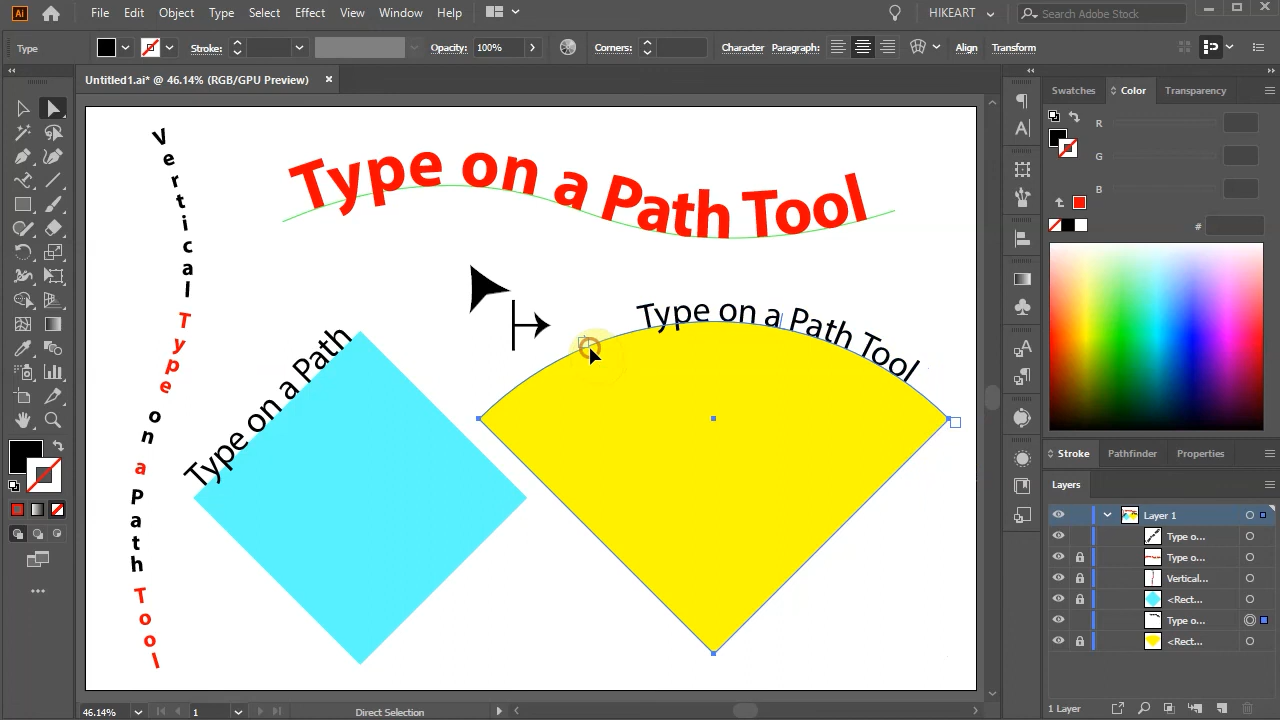 Ai File Edit Object Type Select Effect View Window Help HIKEART Search Adobe Stock
Type Stroke: Opacity: 100% Corners: Character Paragraph: Align Transform
Untitled1.ai* @ 46.14% (RGB/GPU Preview)
Swatches Color Transparency
R
G
B
#
Vertical Type on a Path Tool
Type on a Path Tool
Type on a Path
Type on a Path Tool
Stroke Pathfinder Properties
Layers
Layer 1
Type o...
Type o...
Vertical...
<Rect...
Type o...
<Rect...
1 Layer
46.14% 1 Direct Selection